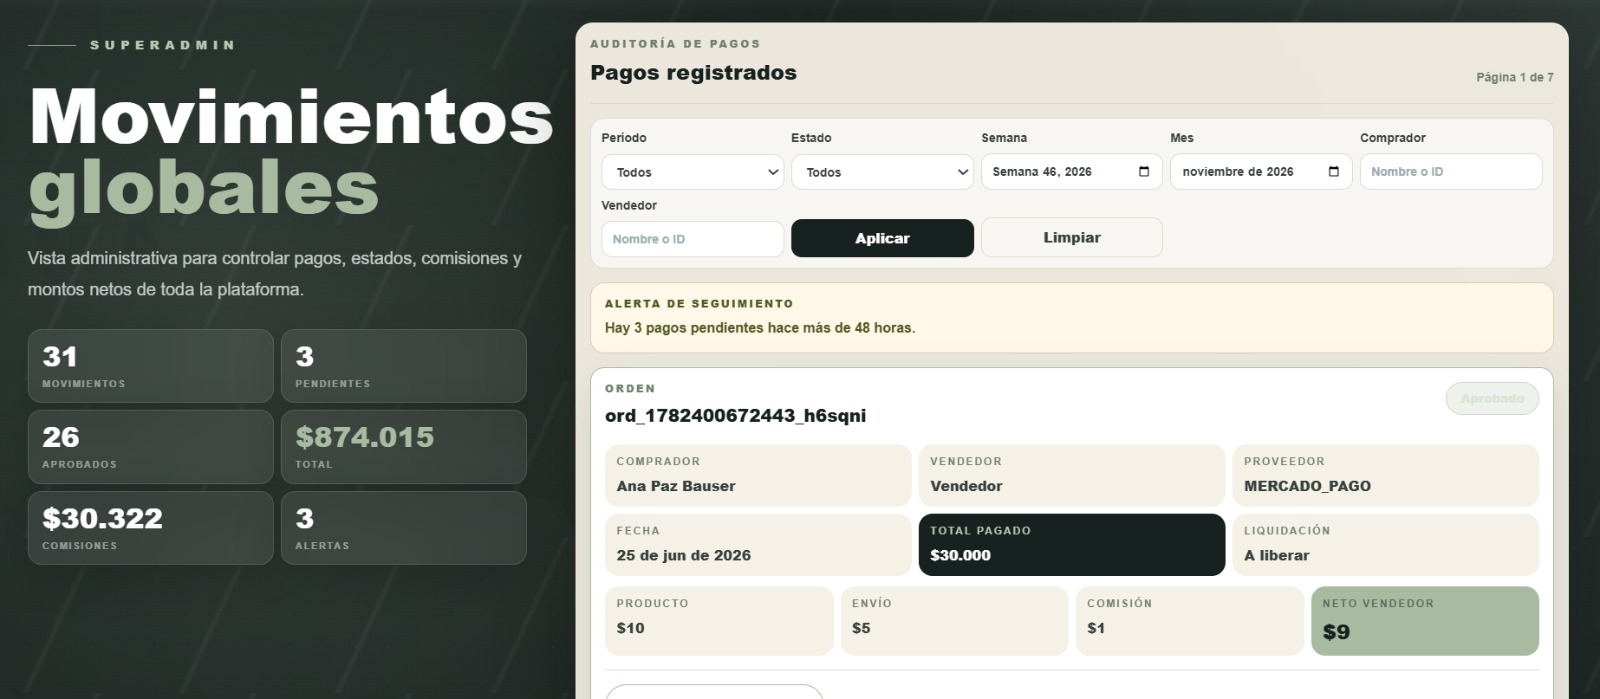 SUPERADMIN
Movimientos
globales
Vista administrativa para controlar pagos, estados, comisiones y
montos netos de toda la plataforma.
31
MOVIMIENTOS
3
PENDIENTES
26
APROBADOS
$874.015
TOTAL
$30.322
COMISIONES
3
ALERTAS
AUDITORÍA DE PAGOS
Pagos registrados
Página 1 de 7
Período
Todos
Estado
Todos
Semana
Semana 46, 2026
Mes
noviembre de 2026
Comprador
Nombre o ID
Vendedor
Nombre o ID
Aplicar
Limpiar
ALERTA DE SEGUIMIENTO
Hay 3 pagos pendientes hace más de 48 horas.
ORDEN
ord_1782400672443_h6sqni
Aprobado
COMPRADOR
Ana Paz Bauser
VENDEDOR
Vendedor
PROVEEDOR
MERCADO_PAGO
FECHA
25 de jun de 2026
TOTAL PAGADO
$30.000
LIQUIDACIÓN
A liberar
PRODUCTO
$10
ENVÍO
$5
COMISIÓN
$1
NETO VENDEDOR
$9